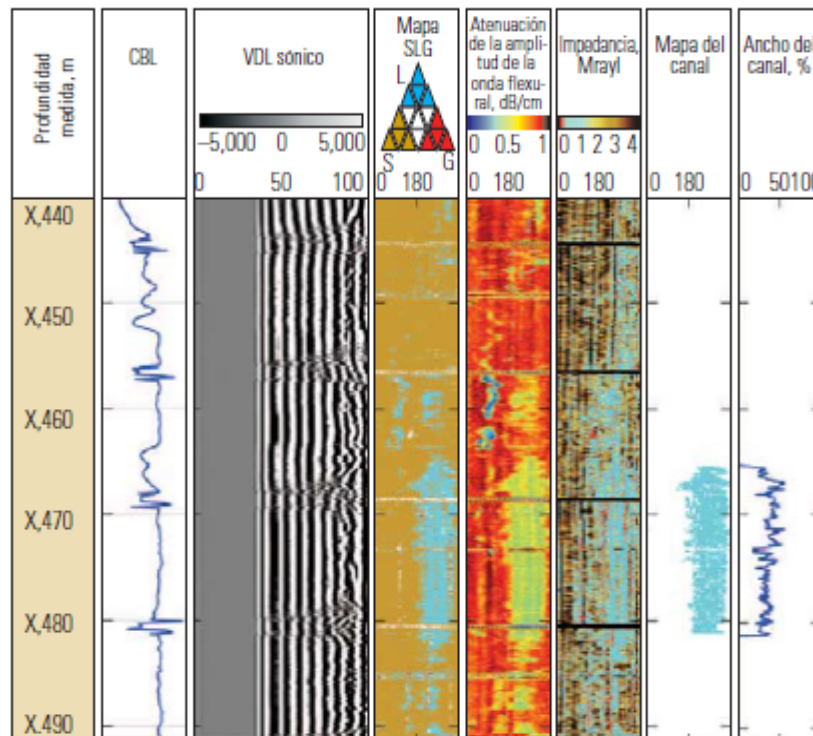 Profundidad
medida, m
CBL
VDL sónico
–5,000 0 5,000
0 50 100
Mapa
SLG
L
S G
0 180
Atenuación
de la ampli-
tud de la
onda flexu-
ral, dB/cm
0 0.5 1
0 180
Impedancia,
Mrayl
0 1 2 3 4
0 180
Mapa del
canal
0 180
Ancho del
canal, %
0 50100
X,440
X,450
X,460
X,470
X,480
X.490